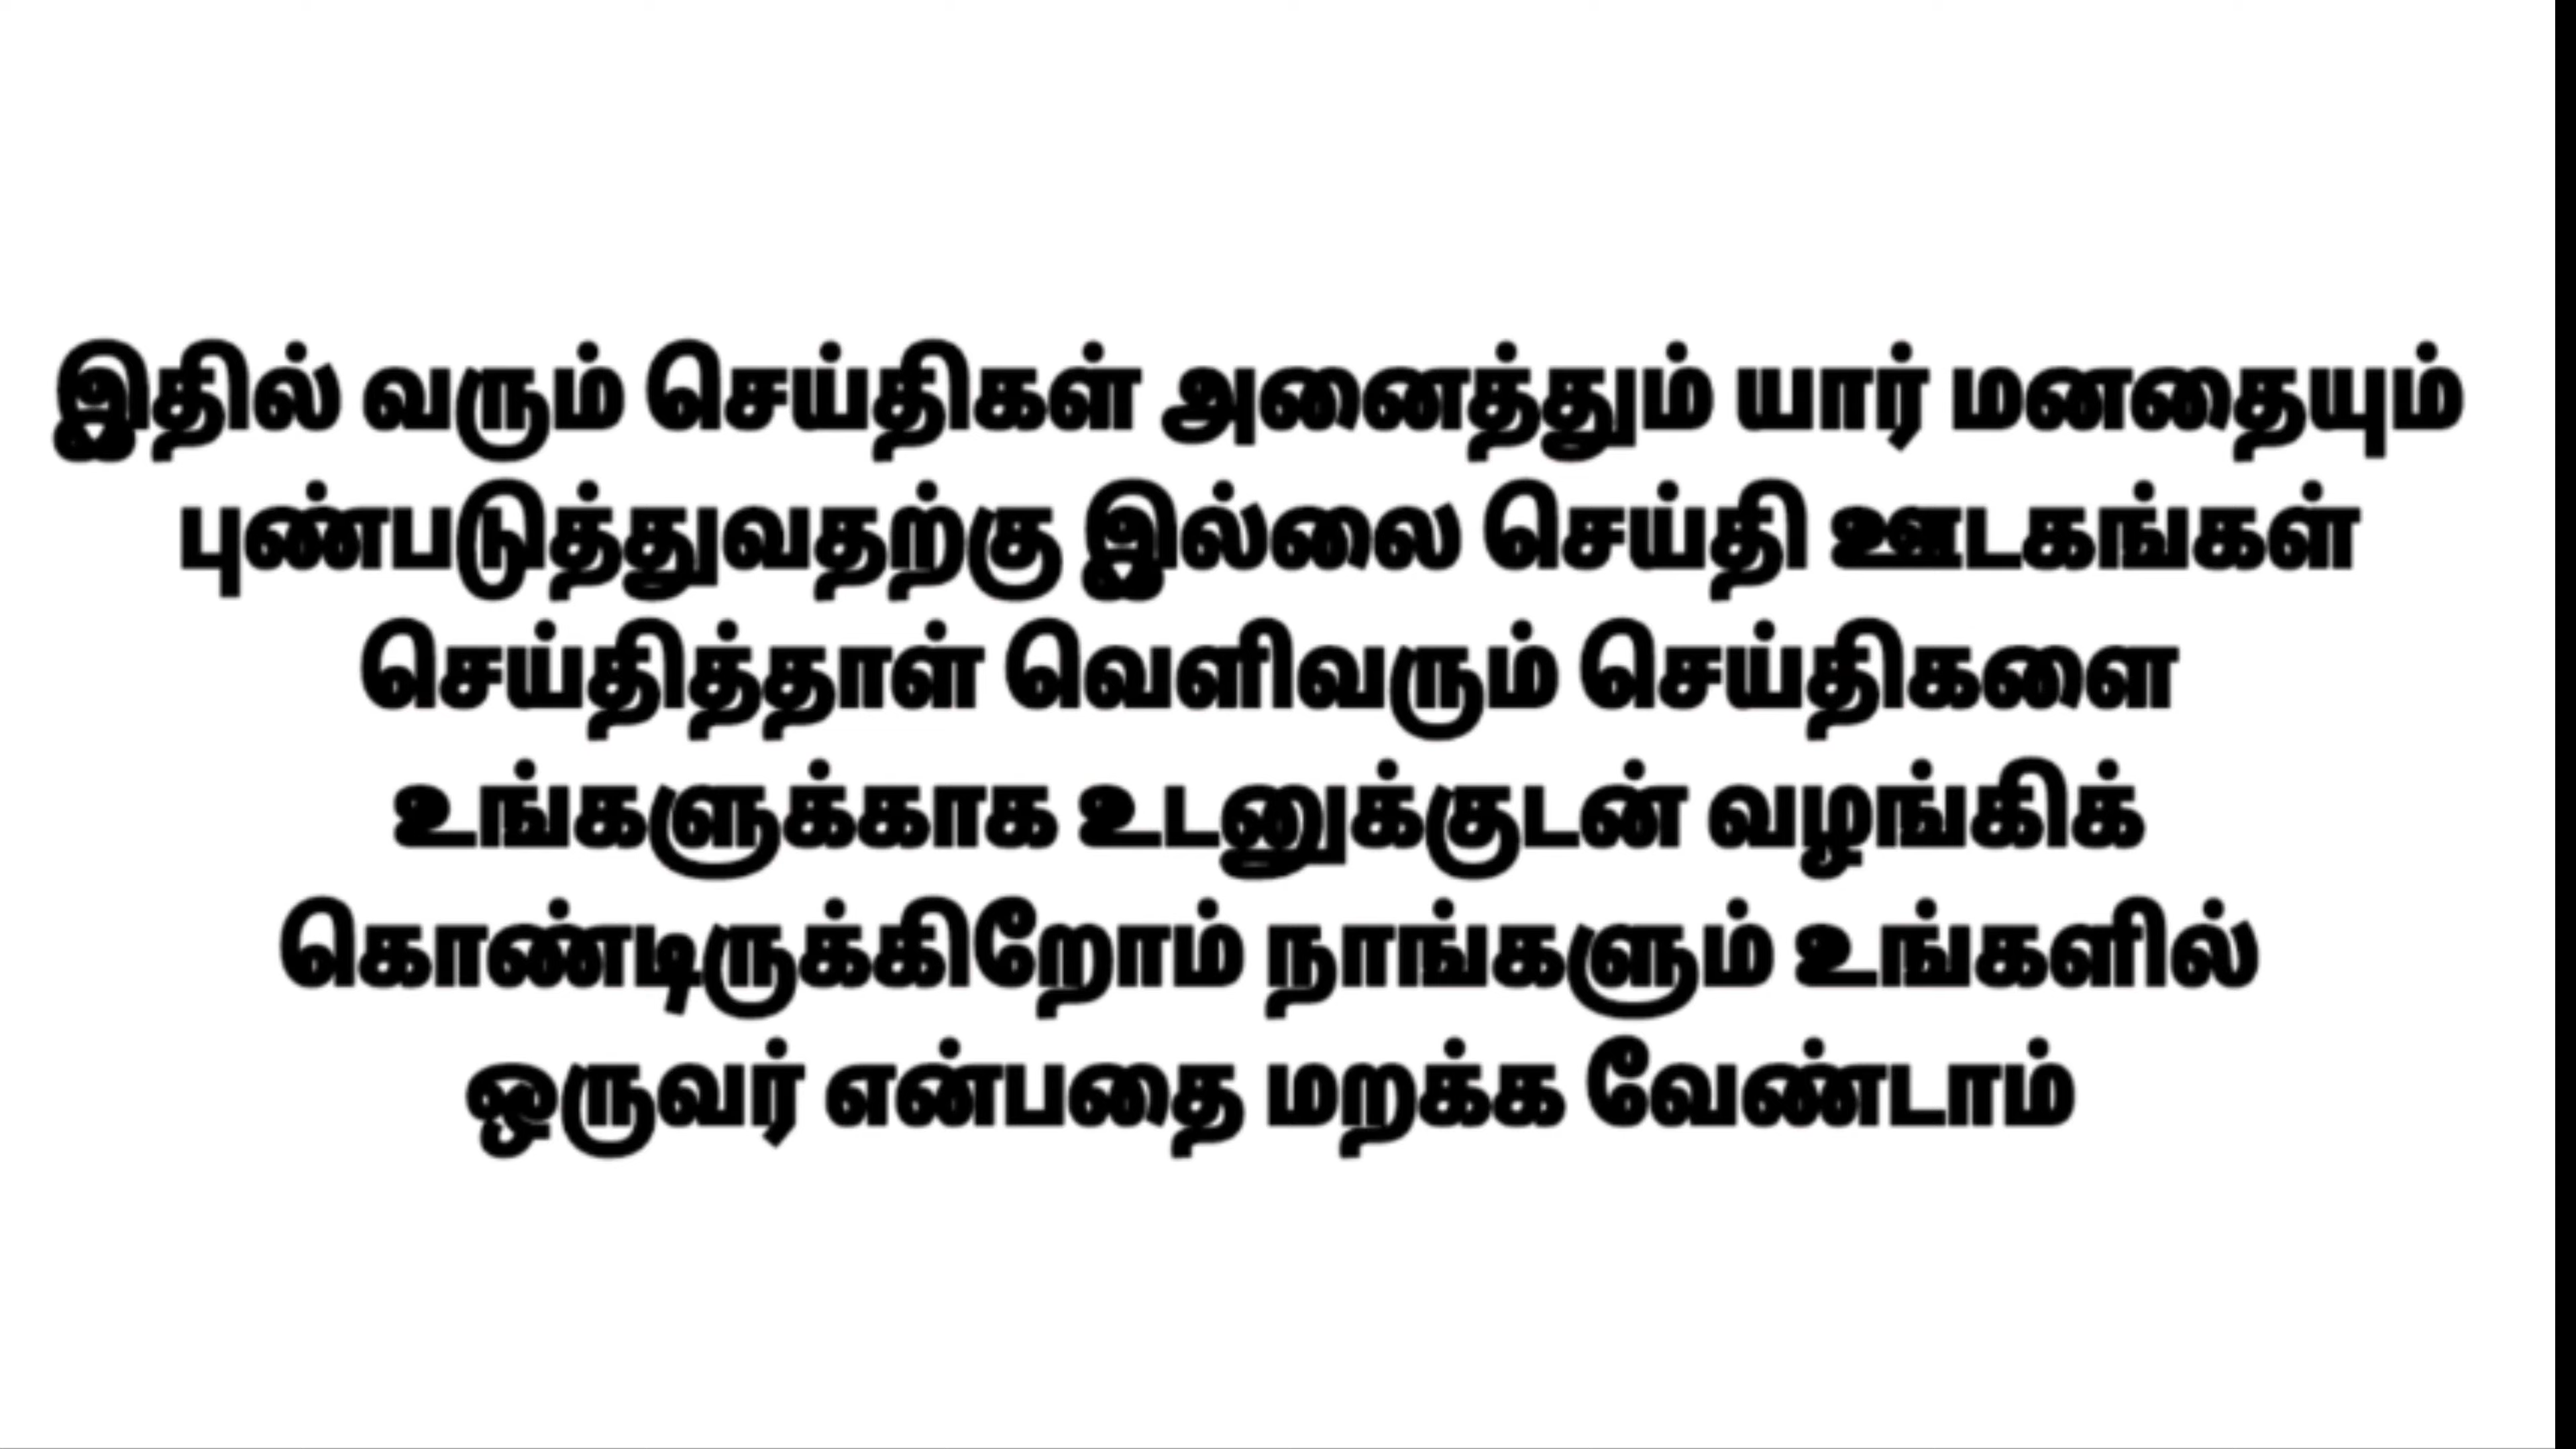 இதில் வரும் செய்திகள் அனைத்தும் யார் மனதையும்
புண்படுத்துவதற்கு இல்லை செய்தி ஊடகங்கள்
செய்தித்தாள் வெளிவரும் செய்திகளை
உங்களுக்காக உடனுக்குடன் வழங்கிக்
கொண்டிருக்கிறோம் நாங்களும் உங்களில்
ஒருவர் என்பதை மறக்க வேண்டாம்